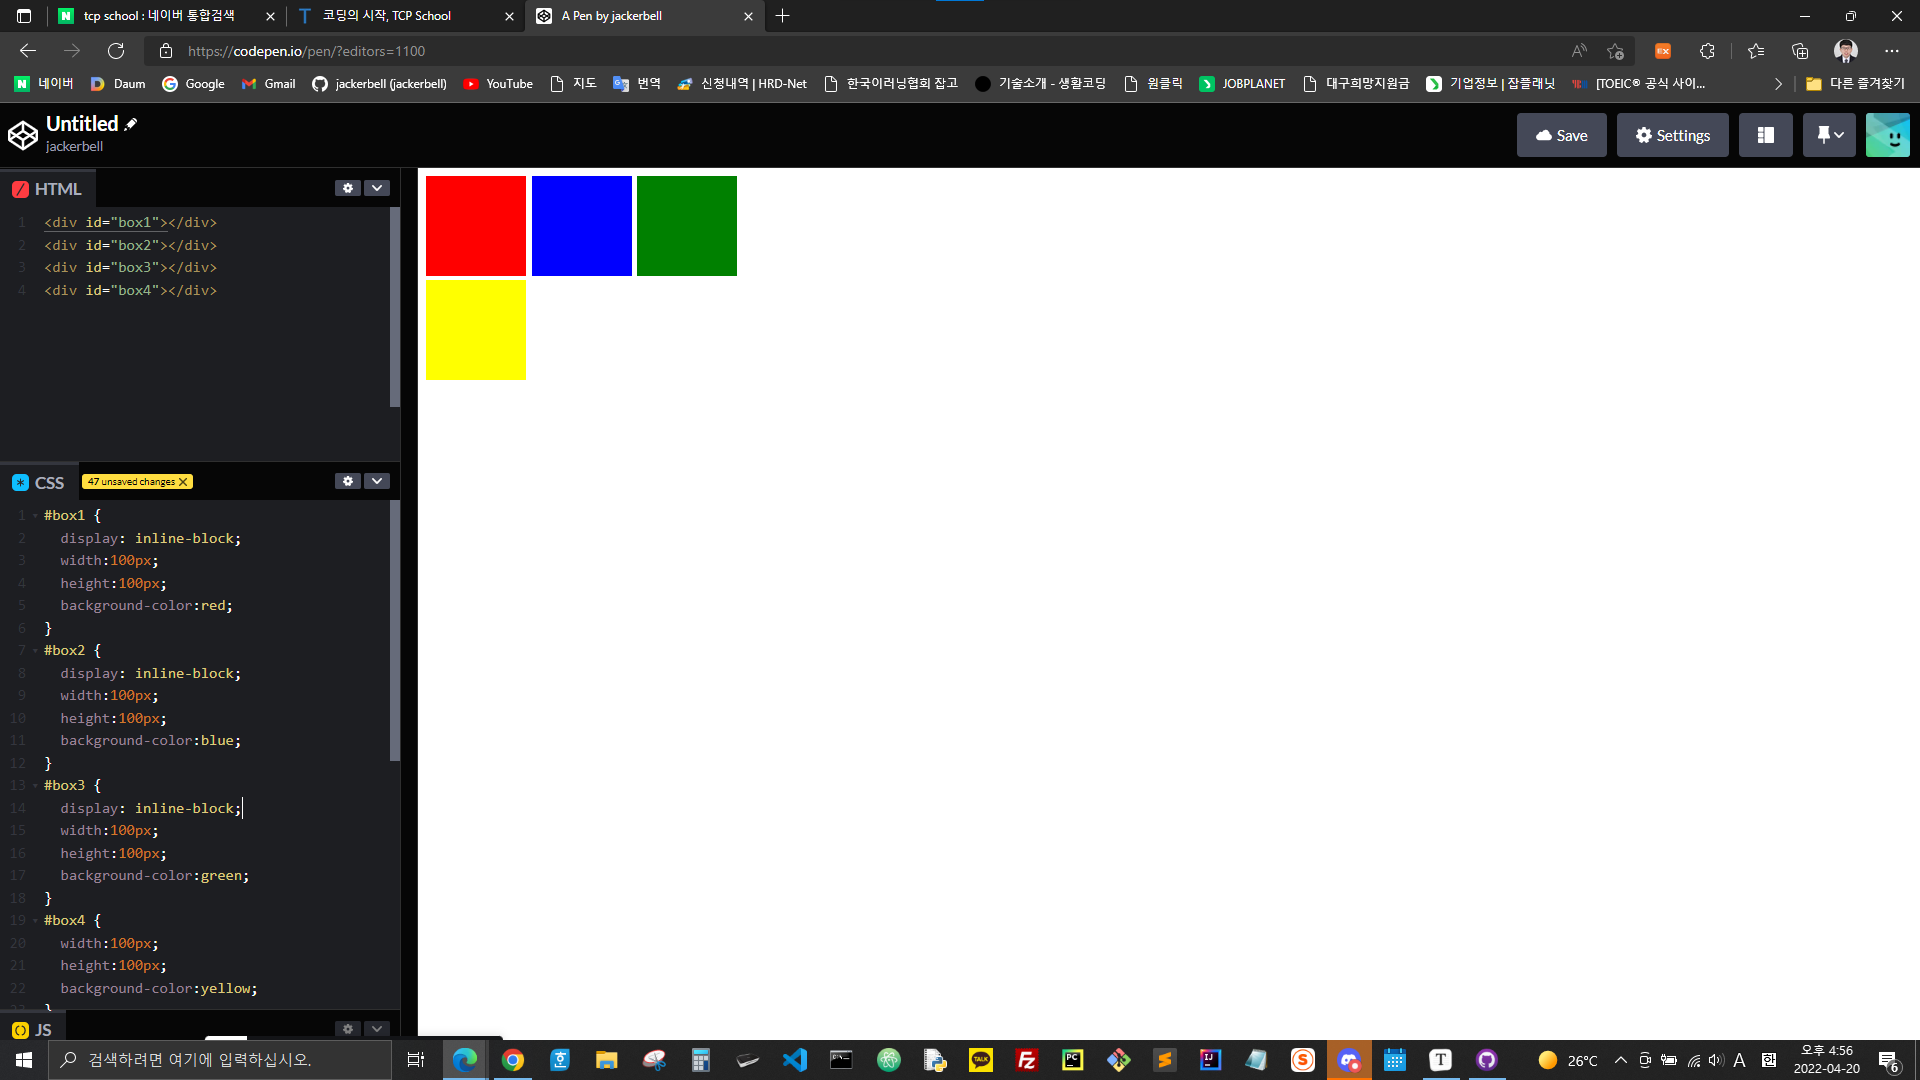 tcp school : 네이버 통합검색
코딩의 시작, TCP School
A Pen by jackerbell
https://codepen.io/pen/?editors=1100
네이버
Daum
Google
Gmail
jackerbell (jackerbell)
YouTube
지도
번역
신청내역 | HRD-Net
한국이러닝협회 잡고
기술소개 - 생활코딩
원클릭
JOBPLANET
대구희망지원금
기업정보 | 잡플래닛
[TOEIC® 공식 사이...
다른 즐겨찾기
Untitled
jackerbell
Save
Settings
HTML
1 <div id="box1"></div>
2 <div id="box2"></div>
3 <div id="box3"></div>
4 <div id="box4"></div>
CSS
47 unsaved changes
1 #box1 {
2 display: inline-block;
3 width:100px;
4 height:100px;
5 background-color:red;
6 }
7 #box2 {
8 display: inline-block;
9 width:100px;
10 height:100px;
11 background-color:blue;
12 }
13 #box3 {
14 display: inline-block;
15 width:100px;
16 height:100px;
17 background-color:green;
18 }
19 #box4 {
20 width:100px;
21 height:100px;
22 background-color:yellow;
}
JS
검색하려면 여기에 입력하십시오.
26°C
A
오후 4:56
2022-04-20
6